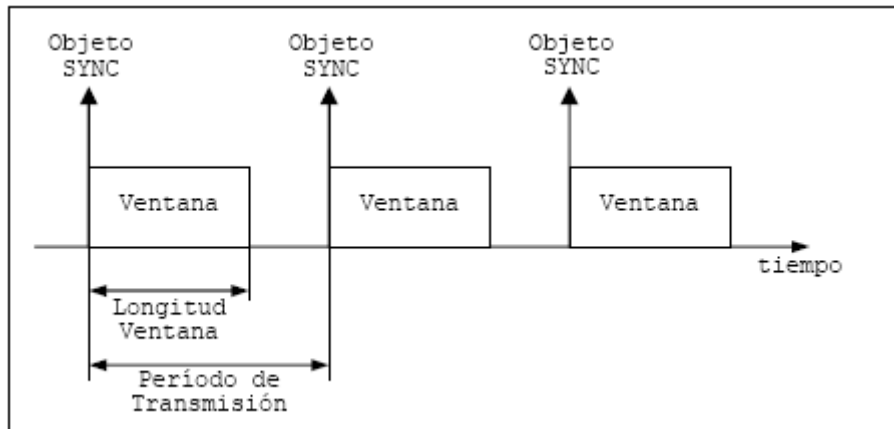 Objeto
SYNC
Objeto
SYNC
Objeto
SYNC
Ventana
Ventana
Ventana
tiempo
Longitud
Ventana
Período de
Transmisión